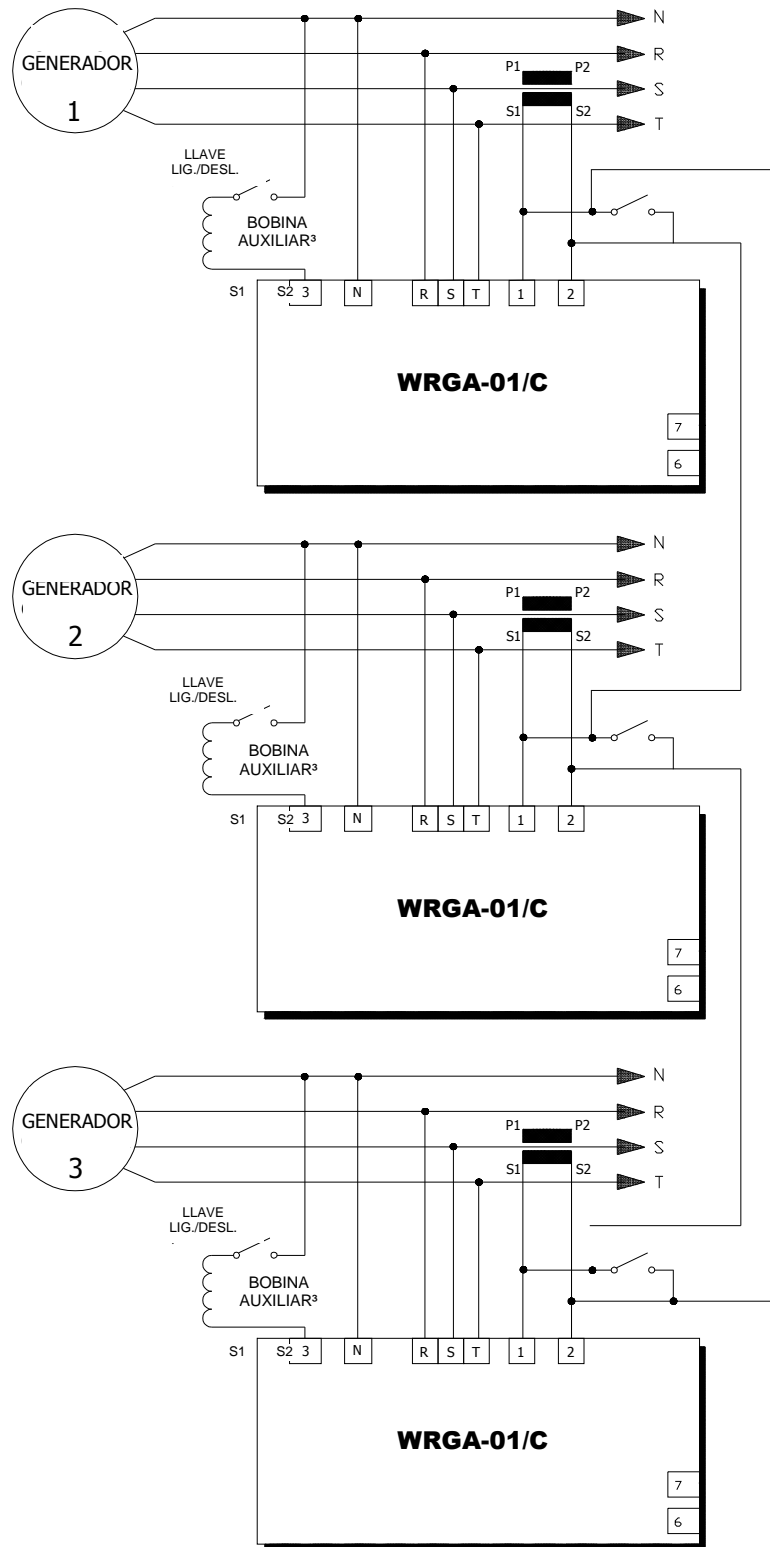 N
GENERADOR
1
R
P1 P2
S
S1 S2
T
LLAVE
LIG./DESL.
BOBINA
AUXILIAR³
S1 S2 3 N R S T 1 2
WRGA-01/C
7
6
N
GENERADOR
2
R
P1 P2
S
S1 S2
T
LLAVE
LIG./DESL.
BOBINA
AUXILIAR³
S1 S2 3 N R S T 1 2
WRGA-01/C
7
6
N
GENERADOR
3
R
P1 P2
S
S1 S2
T
LLAVE
LIG./DESL.
BOBINA
AUXILIAR³
S1 S2 3 N R S T 1 2
WRGA-01/C
7
6